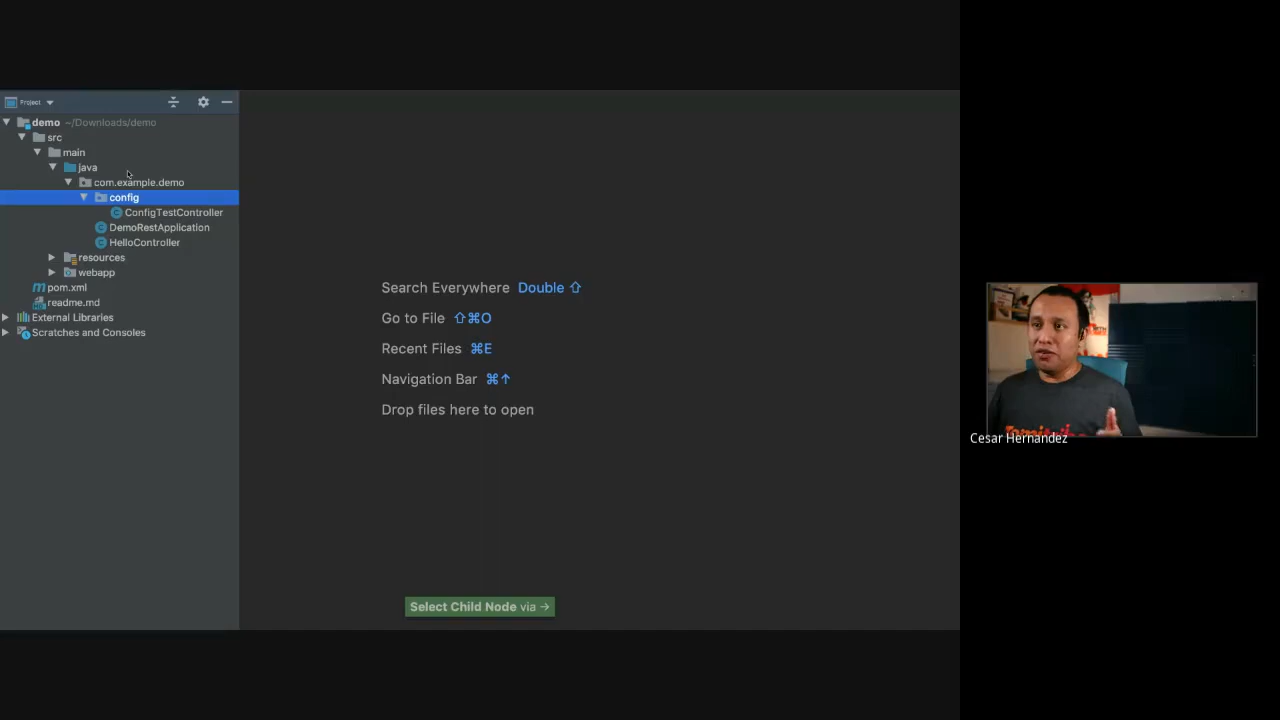 Project
demo ~/Downloads/demo
src
main
java
com.example.demo
config
ConfigTestController
DemoRestApplication
HelloController
resources
webapp
pom.xml
readme.md
External Libraries
Scratches and Consoles
Search Everywhere Double ⇧
Go to File ⇧⌘O
Recent Files ⌘E
Navigation Bar ⌘↑
Drop files here to open
Select Child Node via →
Cesar Hernandez